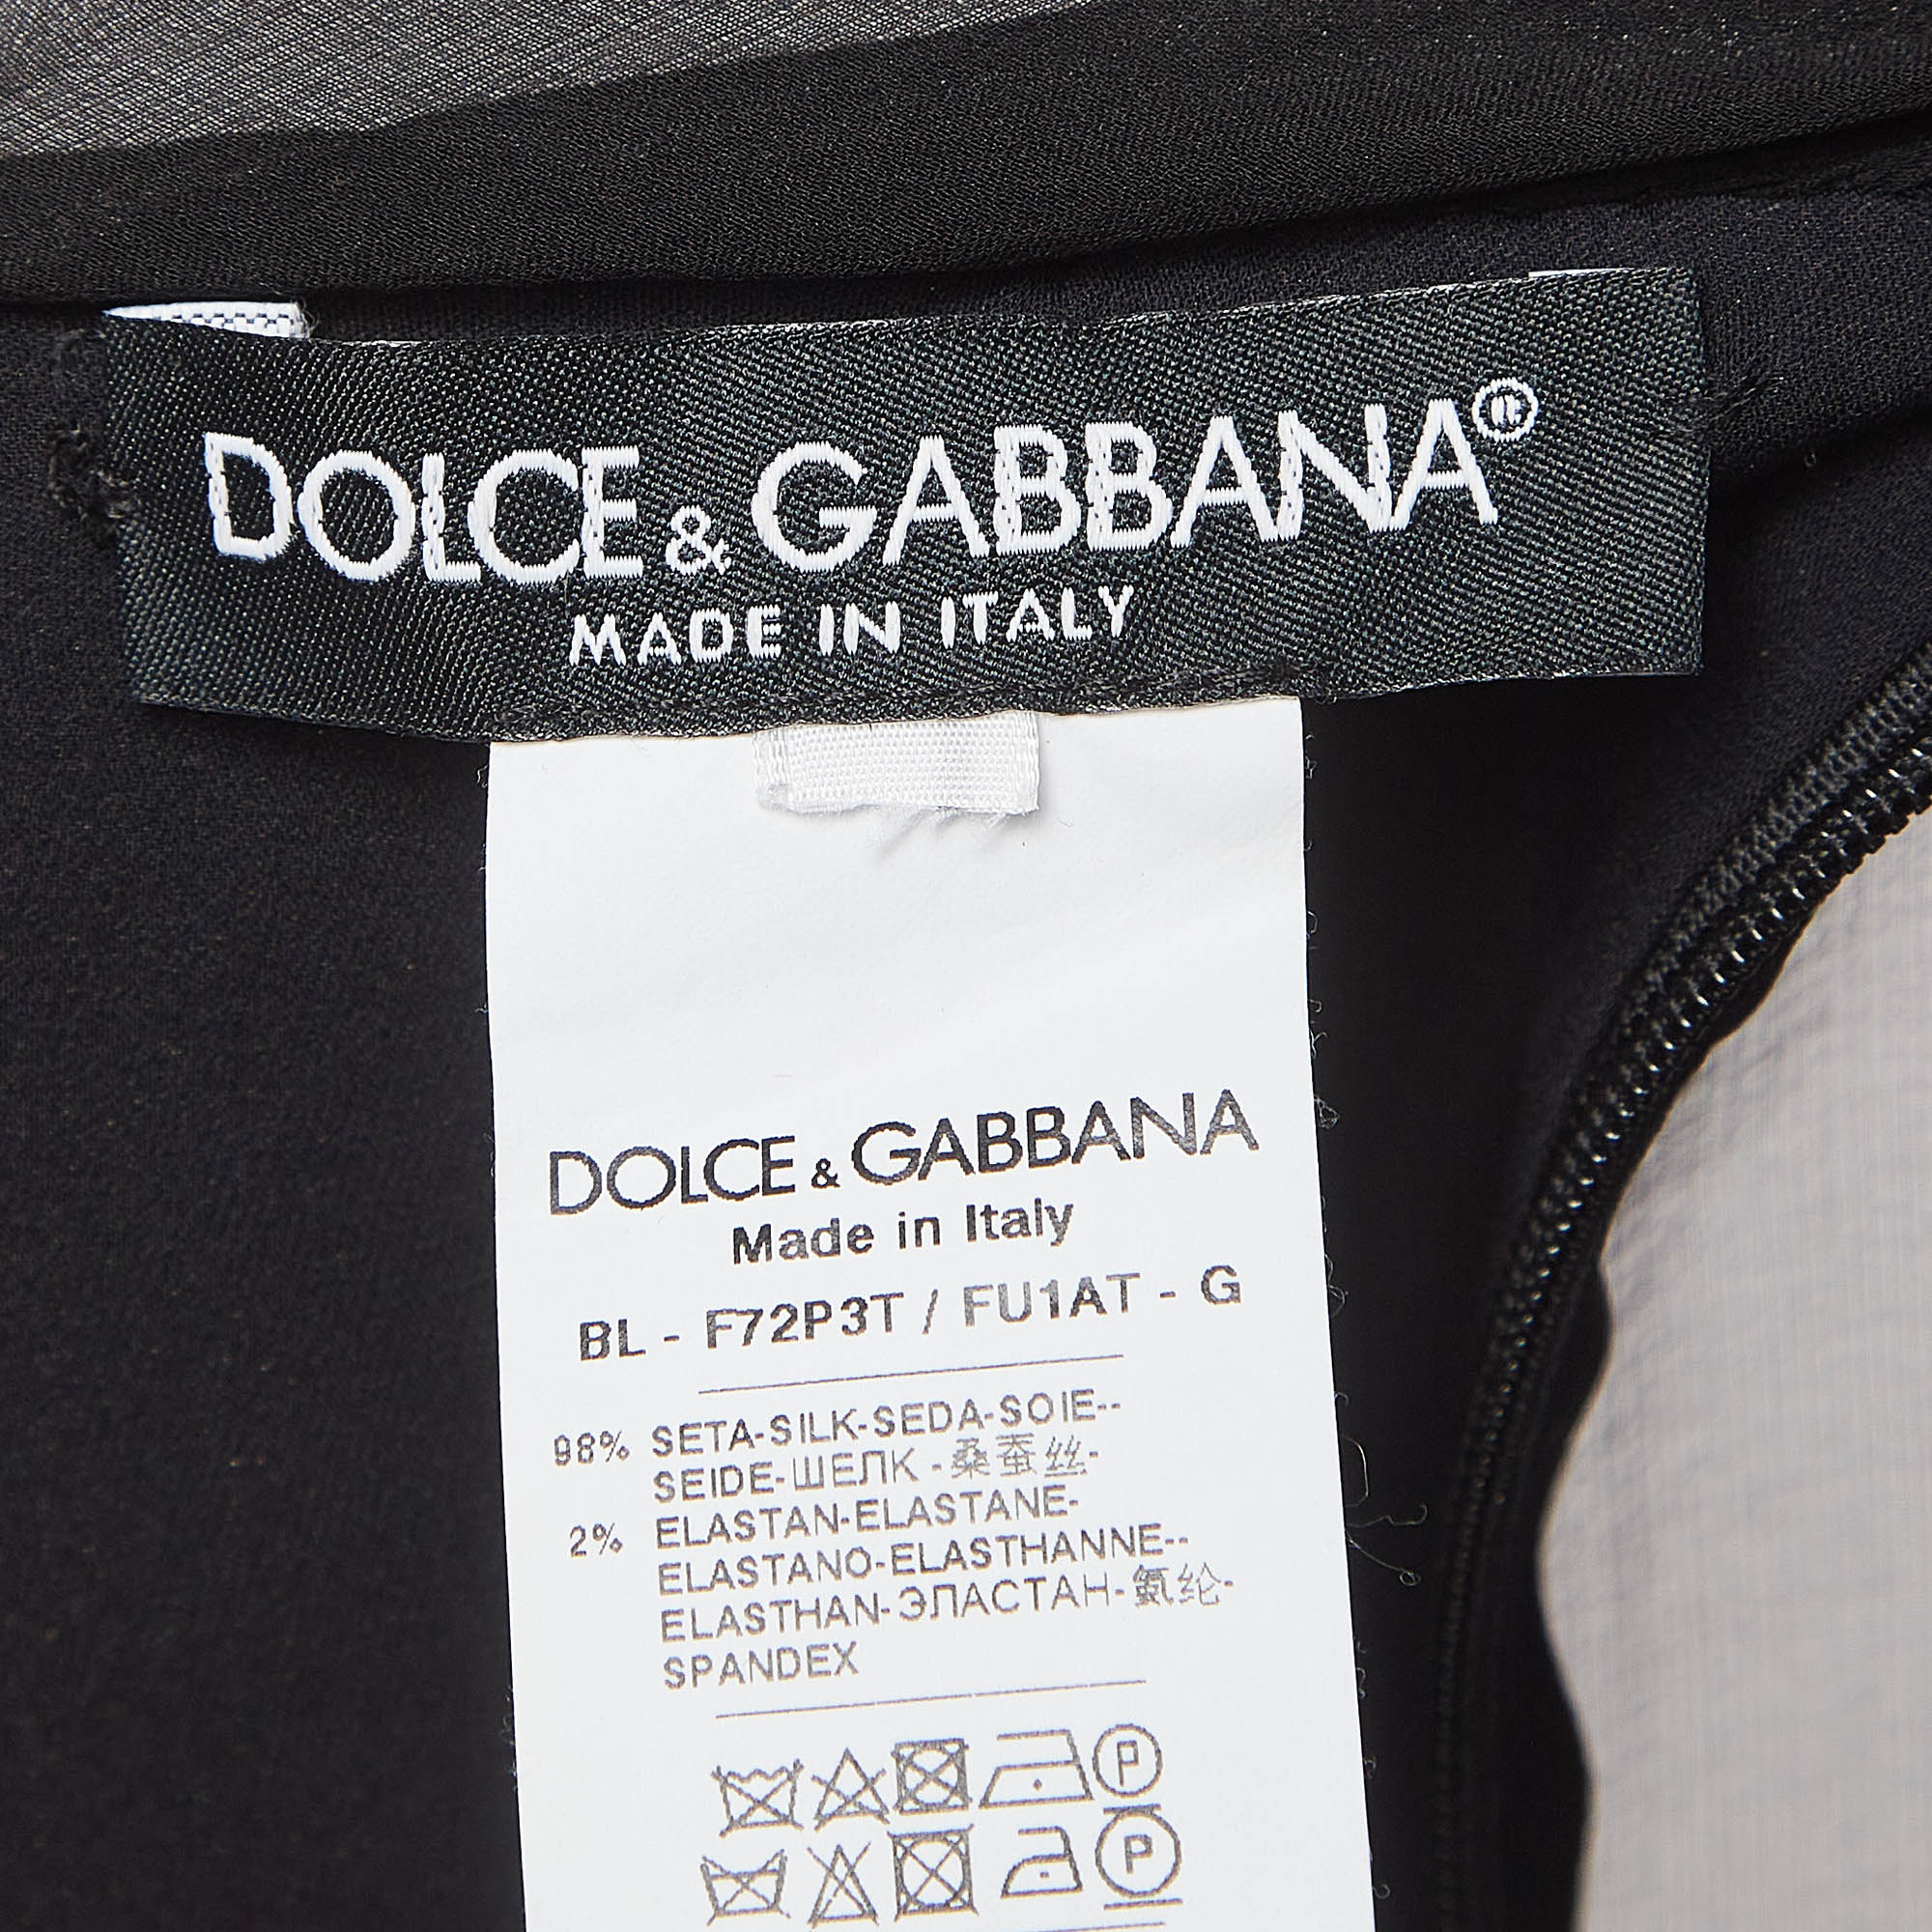 DOLCE & GABBANA®
MADE IN ITALY
DOLCE & GABBANA
Made in Italy
BL - F72P3T / FU1AT - G
98% SETA-SILK-SEDA-SOIE--
SEIDE-ШЕЛК -桑蚕丝-
2% ELASTAN-ELASTANE-
ELASTANO-ELASTHANNE--
ELASTHAN-ЭЛАСТАН-氨纶-
SPANDEX
P
P